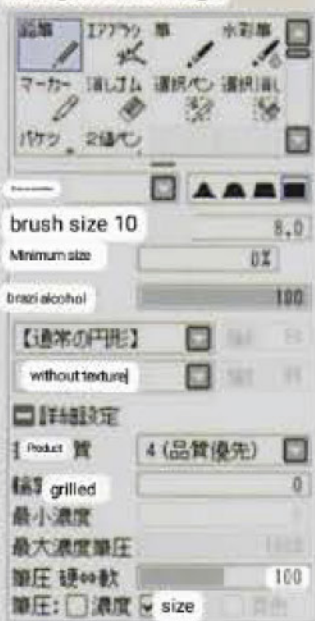 鉛筆 エアブラシ 筆 水彩筆
マーカー 消しゴム 選択ペン 選択消し
バケツ 2値ペン
brush size 10 8.0
Minimum size 0%
brazi alcohol 100
【通常の円形】
without texture
詳細設定
Product 質 4 (品質優先)
grilled 0
最小濃度
最大濃度筆圧
筆圧 硬⇔軟 100
筆圧: 濃度 size